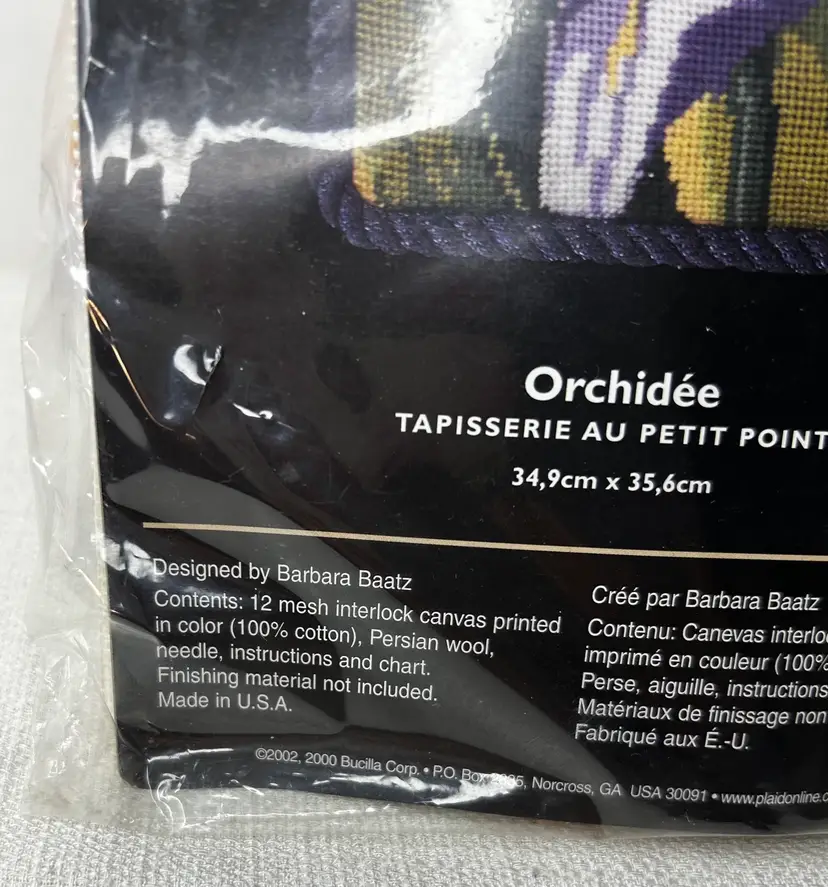 Orchidée
TAPISSERIE AU PETIT POINT
34,9cm x 35,6cm
Designed by Barbara Baatz
Contents: 12 mesh interlock canvas printed
in color (100% cotton), Persian wool,
needle, instructions and chart.
Finishing material not included.
Made in U.S.A.
Créé par Barbara Baatz
Contenu: Canevas
imprimé en couleur (100%
Perse, aiguille, instructions
Matériaux de finissage non
Fabriqué aux É.-U.
©2002, 2000 Bucilla Corp. • P.O. Box Norcross, GA USA 30091 •